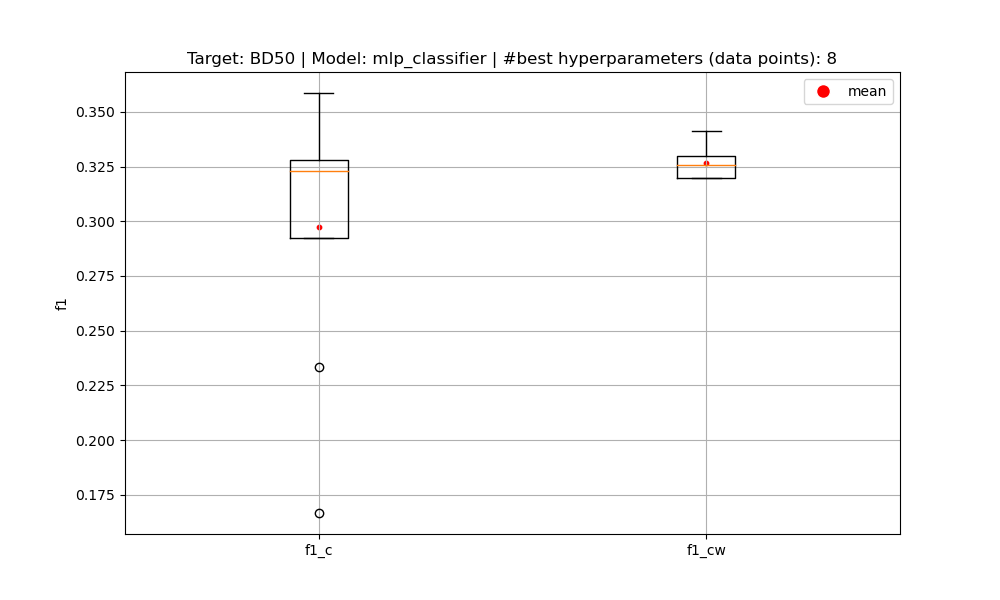 Target: BD50 | Model: mlp_classifier | #best hyperparameters (data points): 8
mean
0.350
0.325
0.300
0.275
0.250
0.225
0.200
0.175
f1
f1_c
f1_cw